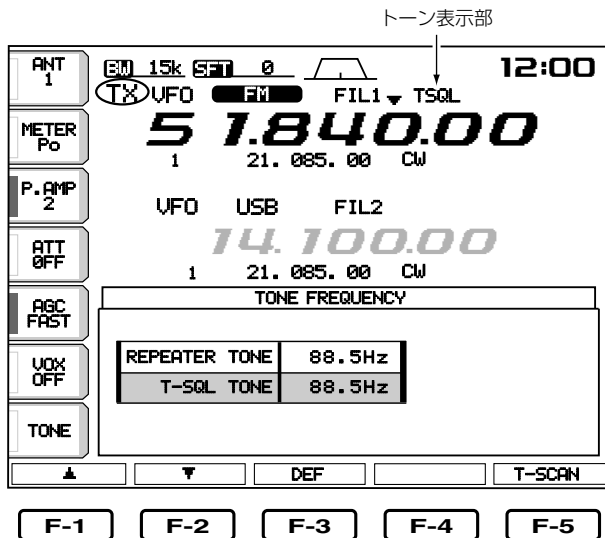 トーン表示部
ANT 1
BW 15k SFT 0
12:00
TX VFO FM FIL1 TSQL
METER Po
51.840.00
1 21.085.00 CW
P.AMP 2
VFO USB FIL2
ATT OFF
14.100.00
1 21.085.00 CW
AGC FAST
TONE FREQUENCY
VOX OFF
REPEATER TONE 88.5Hz
T-SQL TONE 88.5Hz
TONE
▲ ▼ DEF T-SCAN
F-1 F-2 F-3 F-4 F-5